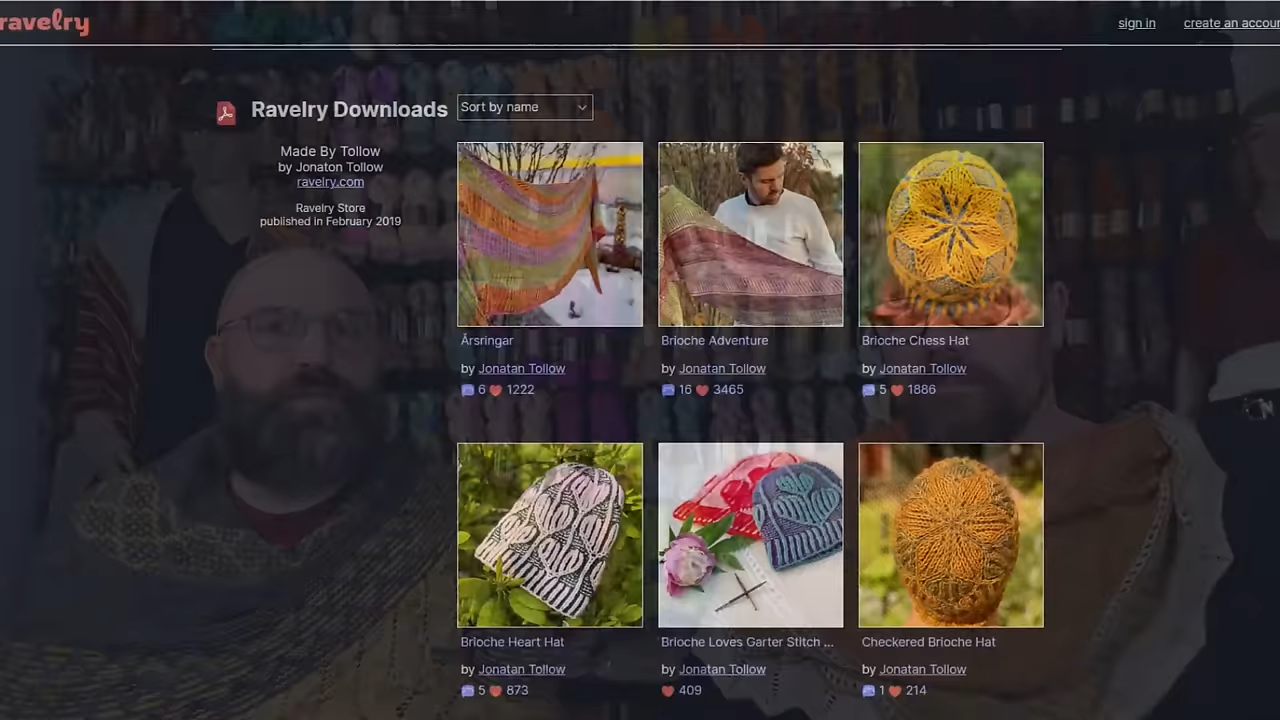 ravelry
sign in
create an accour
Ravelry Downloads
Sort by name
Made By Tollow
by Jonaton Tollow
ravelry.com
Ravelry Store
published in February 2019
Årsringar
by Jonatan Tollow
6 1222
Brioche Adventure
by Jonatan Tollow
16 3465
Brioche Chess Hat
by Jonatan Tollow
5 1886
Brioche Heart Hat
by Jonatan Tollow
5 873
Brioche Loves Garter Stitch ...
by Jonatan Tollow
409
Checkered Brioche Hat
by Jonatan Tollow
1 214